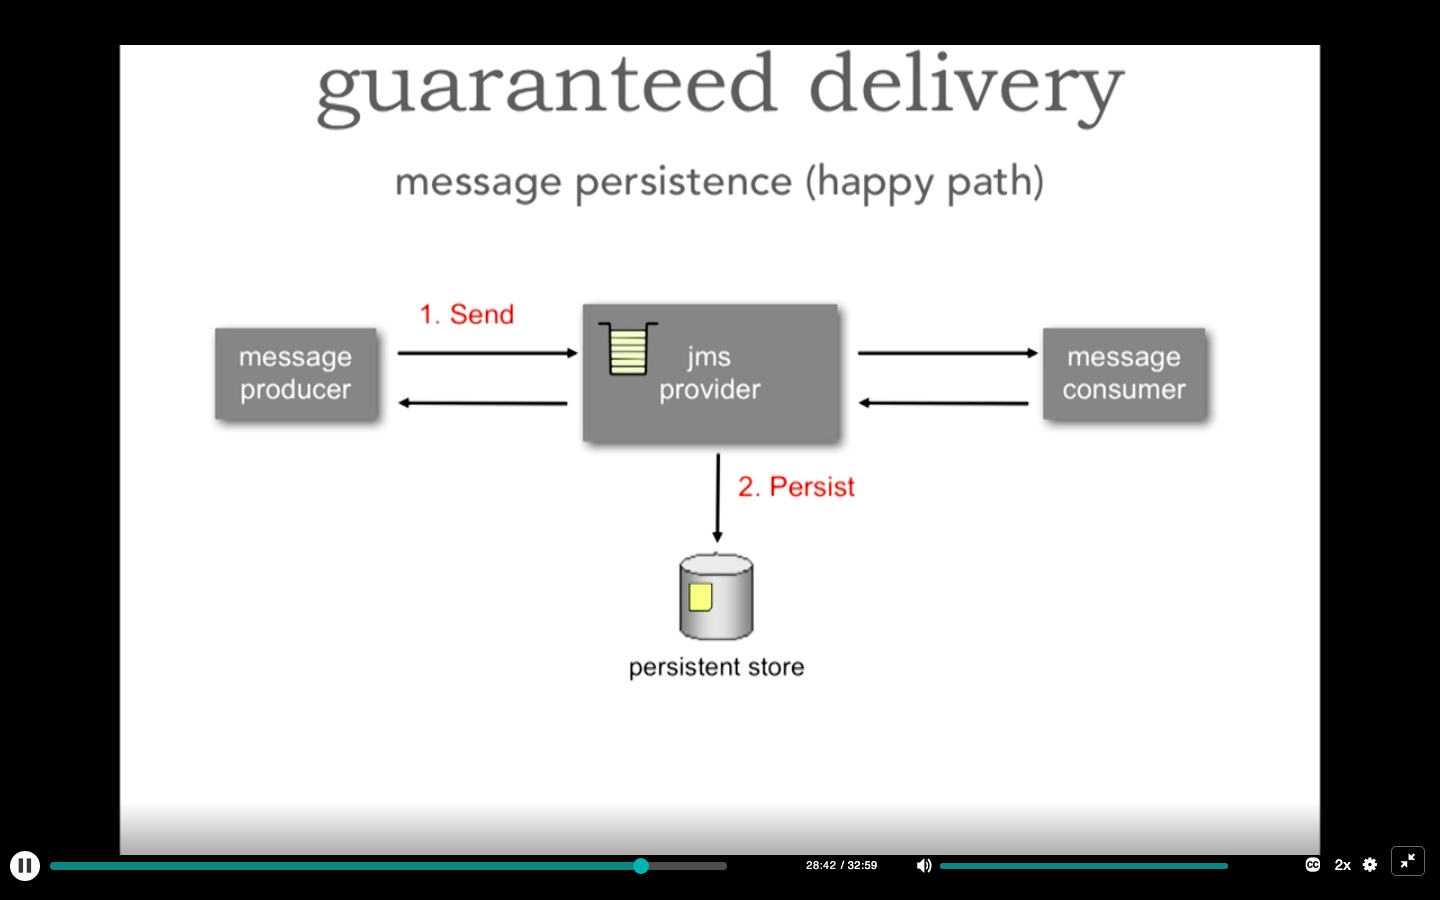 guaranteed delivery
message persistence (happy path)
1. Send
message
producer
jms
provider
message
consumer
2. Persist
persistent store
28:42 / 32:59
CC
2x